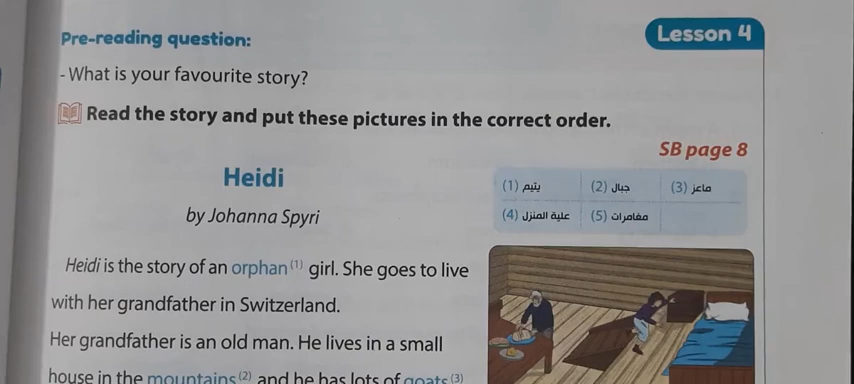 Pre-reading question:
Lesson 4
- What is your favourite story?
Read the story and put these pictures in the correct order.
SB page 8
Heidi
by Johanna Spyri
(1) يتيم (2) جبال (3) ماعز
(4) علية المنزل (5) مغامرات
Heidi is the story of an orphan(1) girl. She goes to live
with her grandfather in Switzerland.
Her grandfather is an old man. He lives in a small
house in the mountains(2) and he has lots of goats(3)